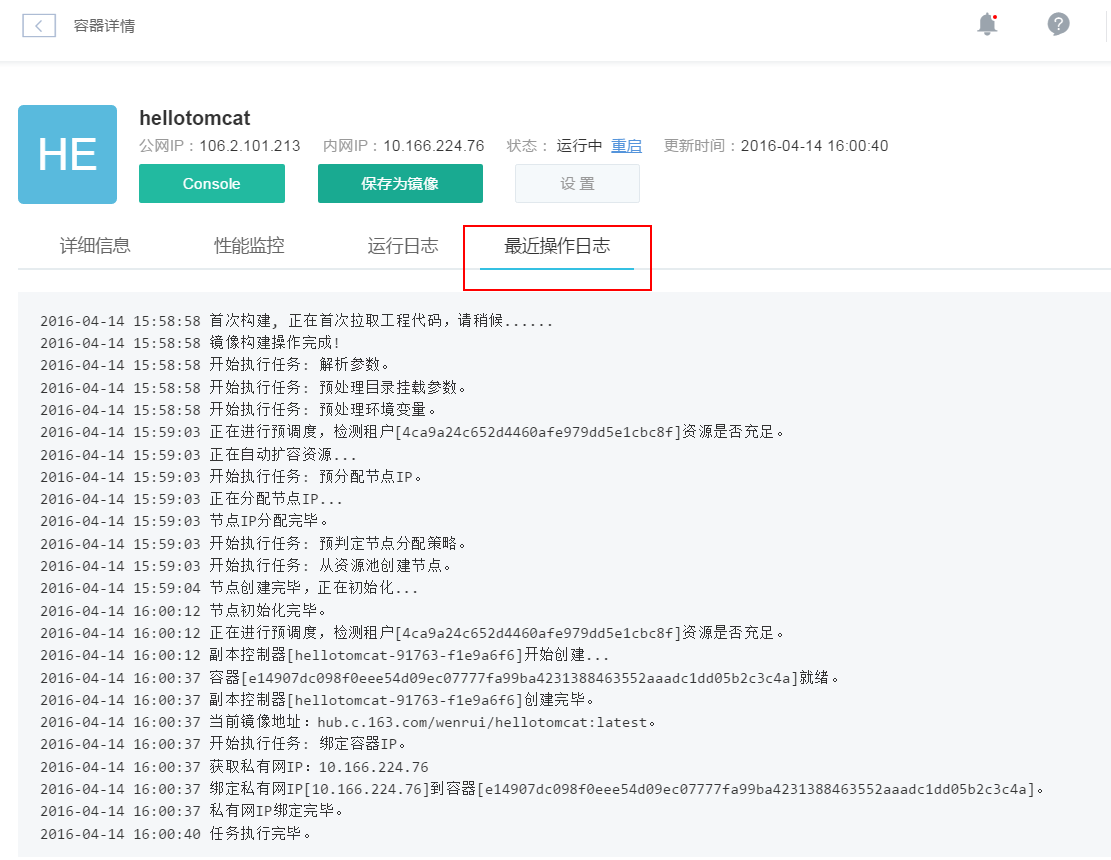 容器详情
?
HE
hellotomcat
公网IP：106.2.101.213 内网IP：10.166.224.76 状态： 运行中 重启 更新时间：2016-04-14 16:00:40
Console 保存为镜像 设 置
详细信息 性能监控 运行日志 最近操作日志
2016-04-14 15:58:58 首次构建, 正在首次拉取工程代码，请稍候......
2016-04-14 15:58:58 镜像构建操作完成!
2016-04-14 15:58:58 开始执行任务: 解析参数。
2016-04-14 15:58:58 开始执行任务: 预处理目录挂载参数。
2016-04-14 15:58:58 开始执行任务: 预处理环境变量。
2016-04-14 15:59:03 正在进行预调度，检测租户[4ca9a24c652d4460afe979dd5e1cbc8f]资源是否充足。
2016-04-14 15:59:03 正在自动扩容资源...
2016-04-14 15:59:03 开始执行任务: 预分配节点IP。
2016-04-14 15:59:03 正在分配节点IP...
2016-04-14 15:59:03 节点IP分配完毕。
2016-04-14 15:59:03 开始执行任务: 预判定节点分配策略。
2016-04-14 15:59:03 开始执行任务: 从资源池创建节点。
2016-04-14 15:59:04 节点创建完毕，正在初始化...
2016-04-14 16:00:12 节点初始化完毕。
2016-04-14 16:00:12 正在进行预调度，检测租户[4ca9a24c652d4460afe979dd5e1cbc8f]资源是否充足。
2016-04-14 16:00:12 副本控制器[hellotomcat-91763-f1e9a6f6]开始创建...
2016-04-14 16:00:37 容器[e14907dc098f0eee54d09ec07777fa99ba4231388463552aaadc1dd05b2c3c4a]就绪。
2016-04-14 16:00:37 副本控制器[hellotomcat-91763-f1e9a6f6]创建完毕。
2016-04-14 16:00:37 当前镜像地址：hub.c.163.com/wenrui/hellotomcat:latest。
2016-04-14 16:00:37 开始执行任务: 绑定容器IP。
2016-04-14 16:00:37 获取私有网IP：10.166.224.76
2016-04-14 16:00:37 绑定私有网IP[10.166.224.76]到容器[e14907dc098f0eee54d09ec07777fa99ba4231388463552aaadc1dd05b2c3c4a]。
2016-04-14 16:00:37 私有网IP绑定完毕。
2016-04-14 16:00:40 任务执行完毕。